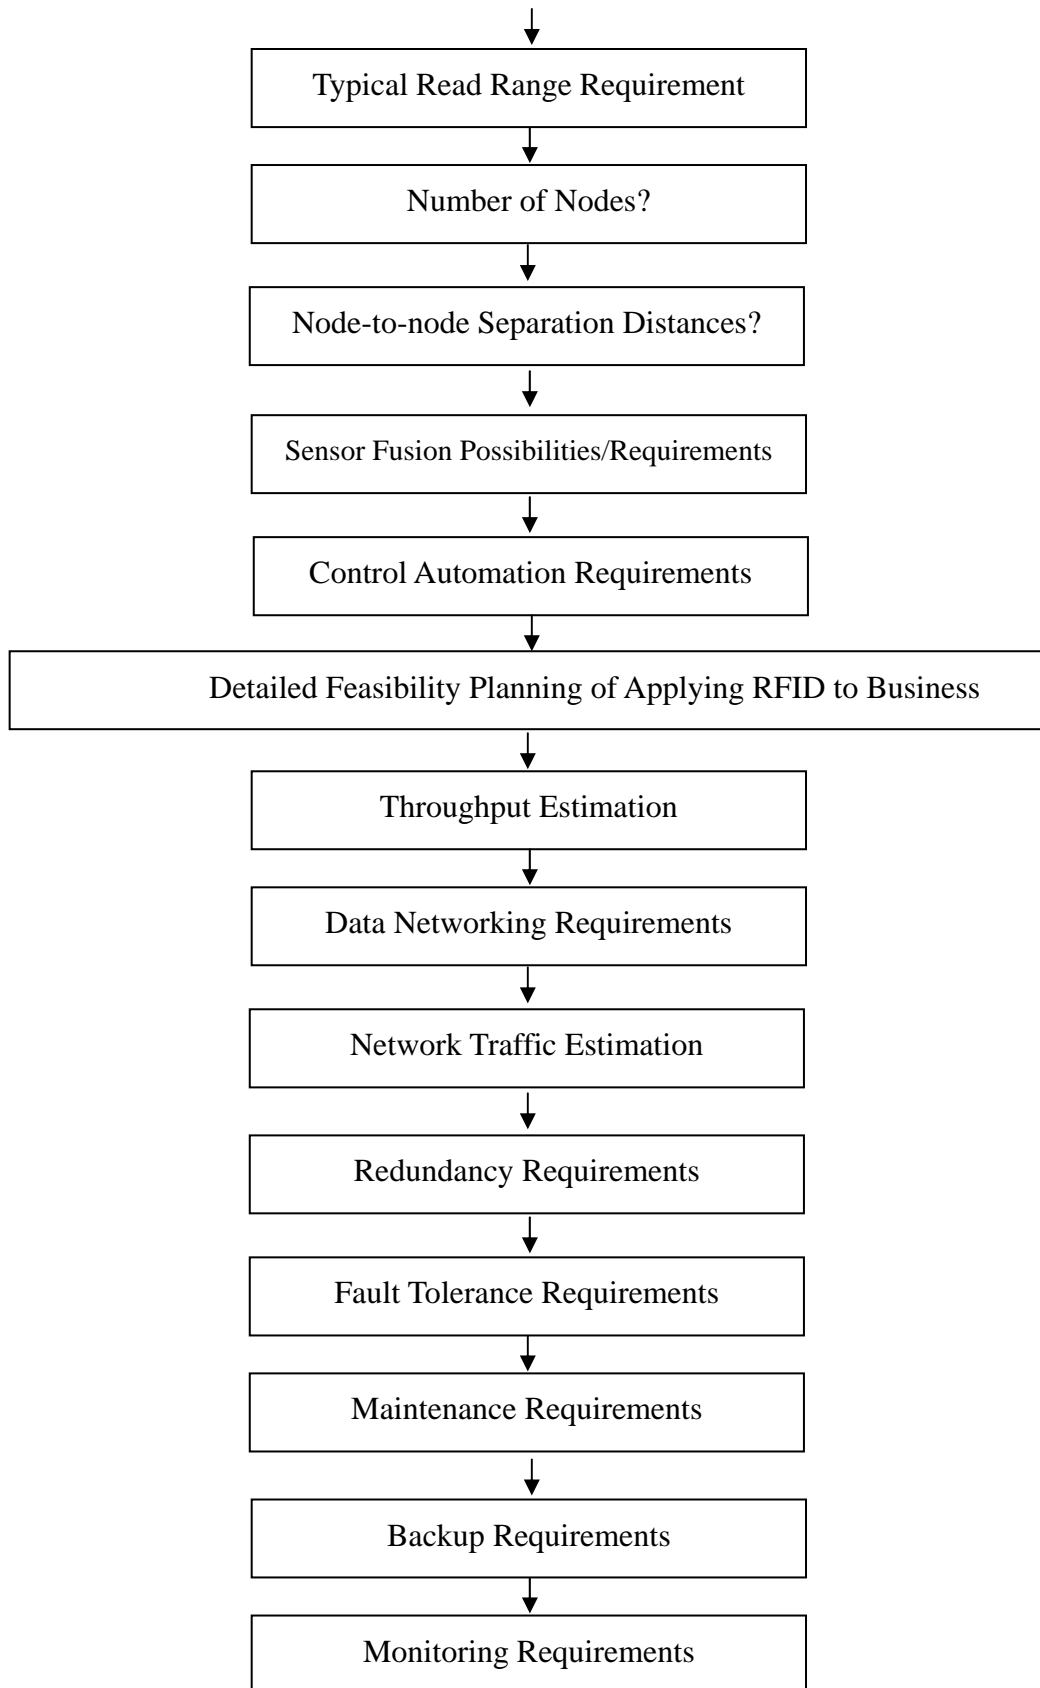 Typical Read Range Requirement
Number of Nodes?
Node-to-node Separation Distances?
Sensor Fusion Possibilities/Requirements
Control Automation Requirements
Detailed Feasibility Planning of Applying RFID to Business
Throughput Estimation
Data Networking Requirements
Network Traffic Estimation
Redundancy Requirements
Fault Tolerance Requirements
Maintenance Requirements
Backup Requirements
Monitoring Requirements